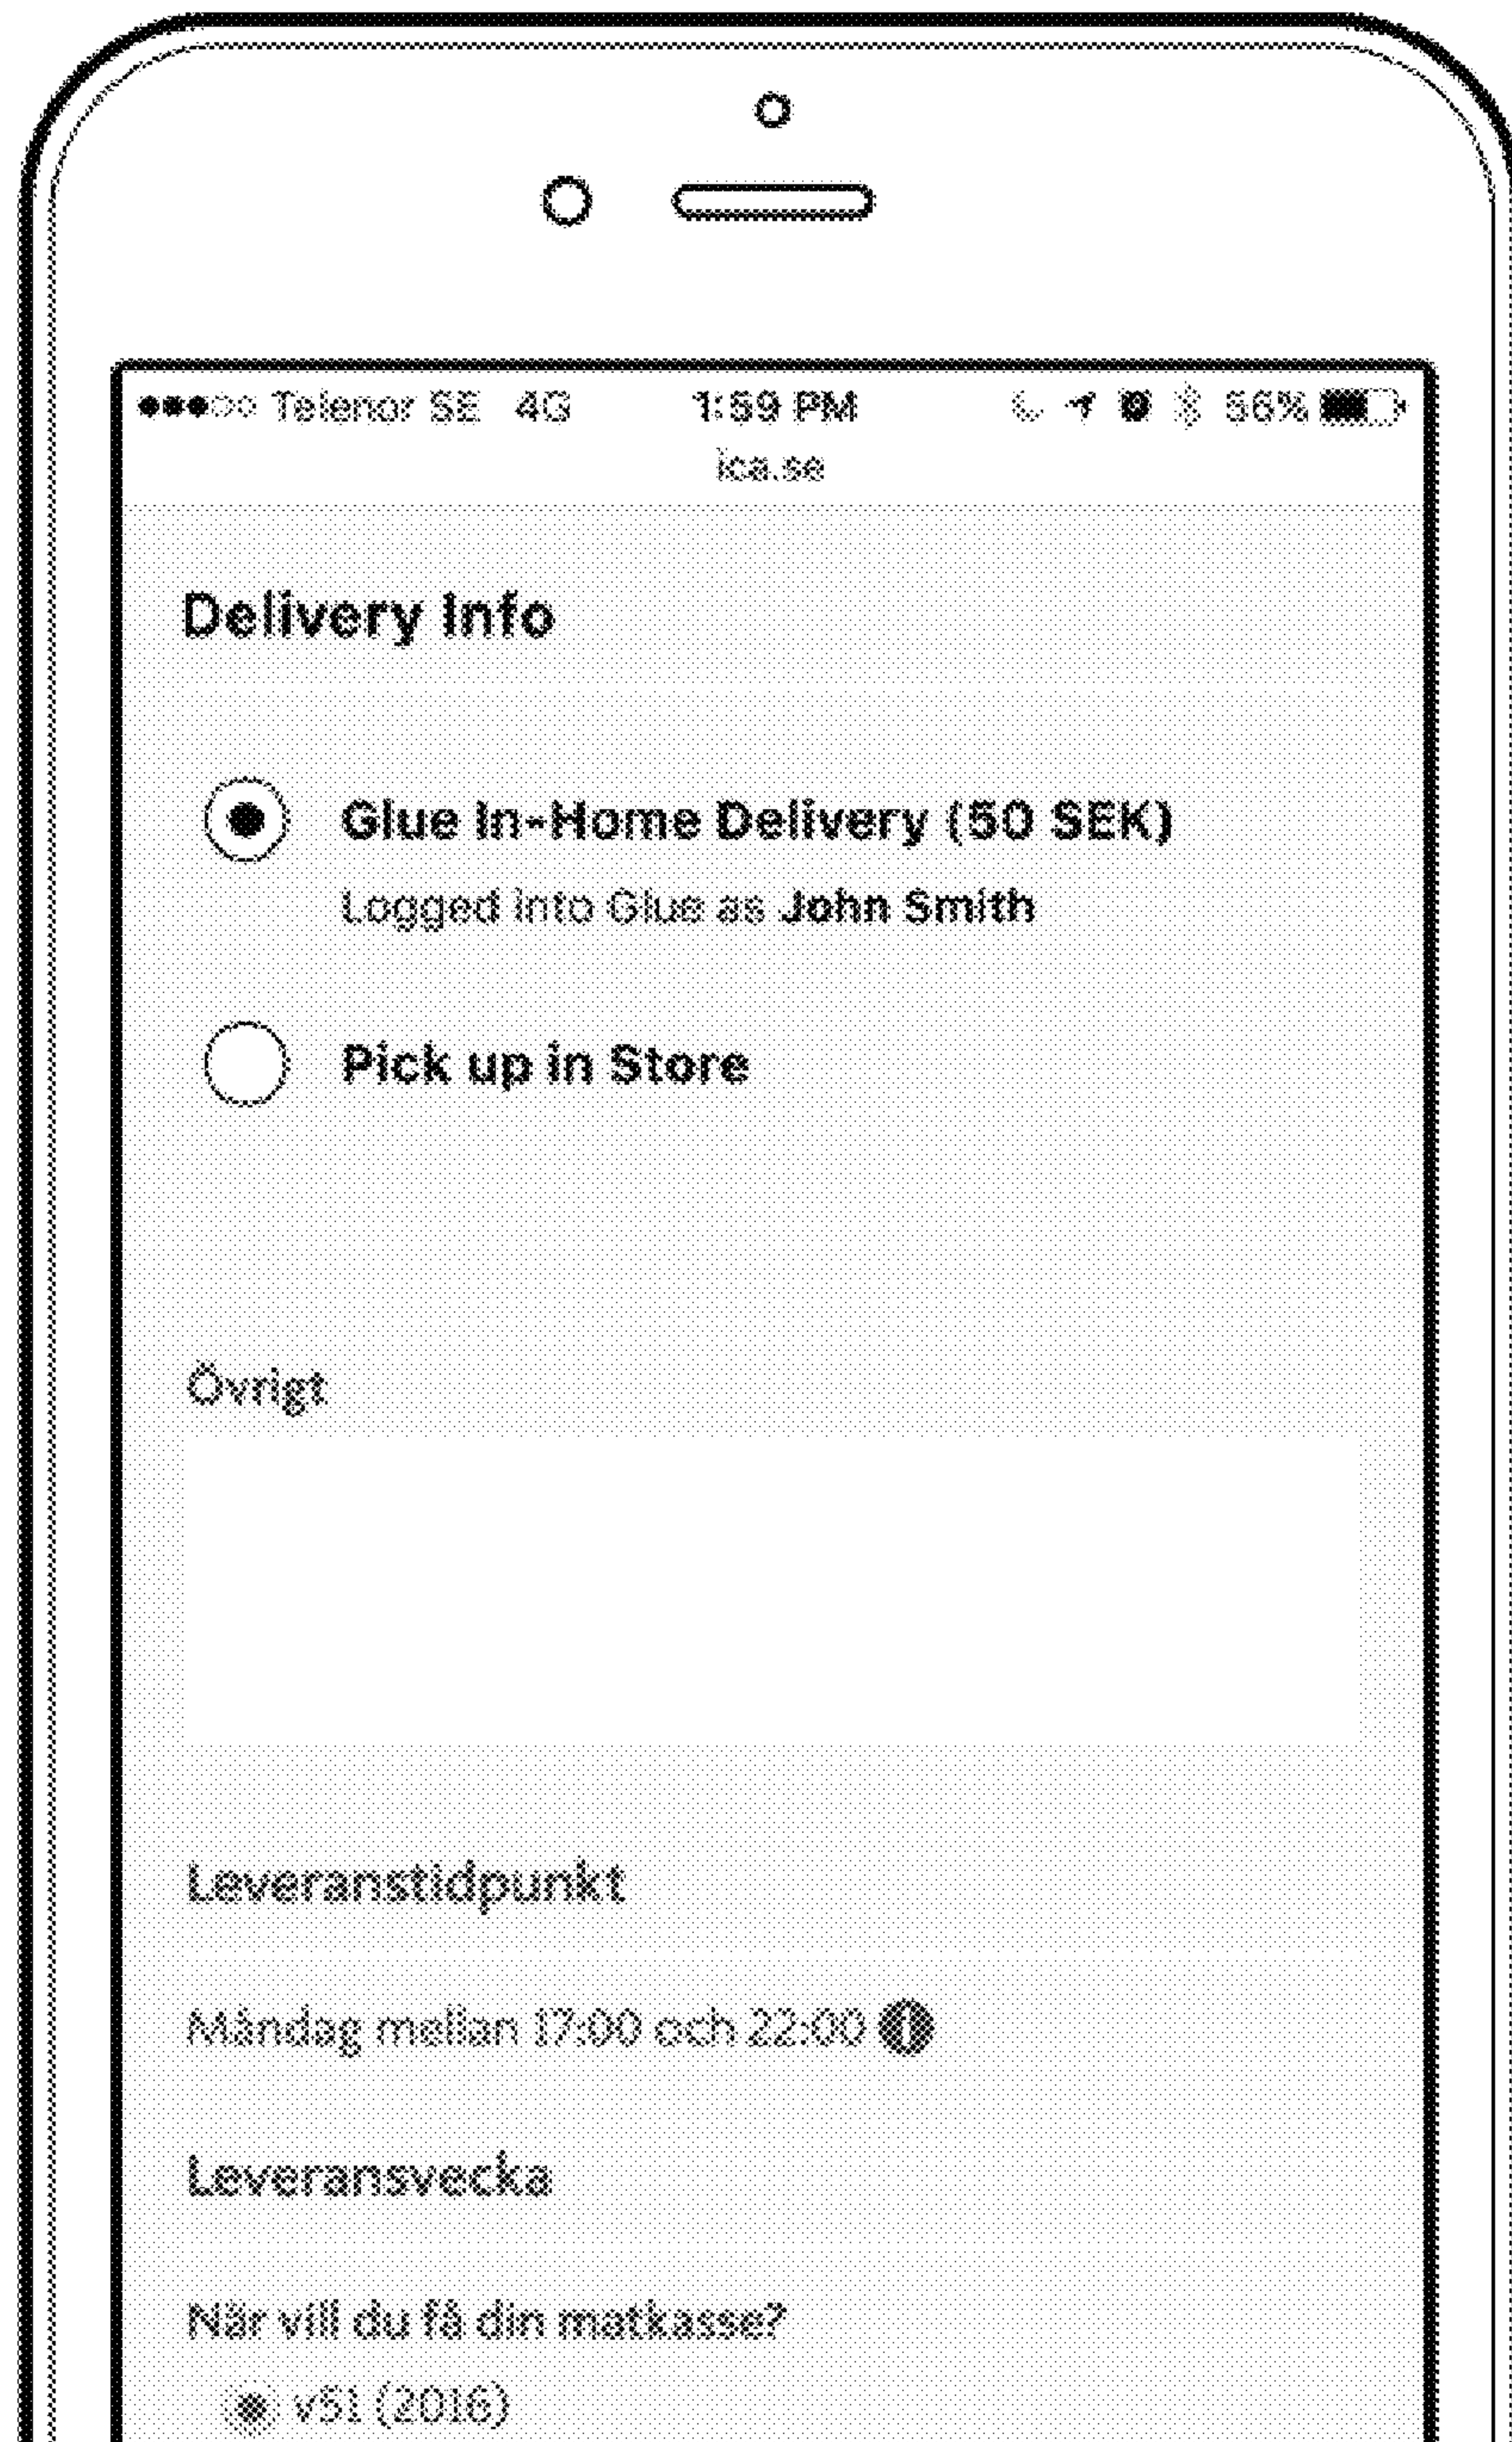 Telenor SE 4G 1:59 PM 56%
ica.se
Delivery Info
Glue In-Home Delivery (50 SEK)
Logged into Glue as John Smith
Pick up in Store
Övrigt
Leveranstidpunkt
Måndag mellan 17:00 och 22:00
Leveransvecka
När vill du få din matkasse?
v51 (2016)